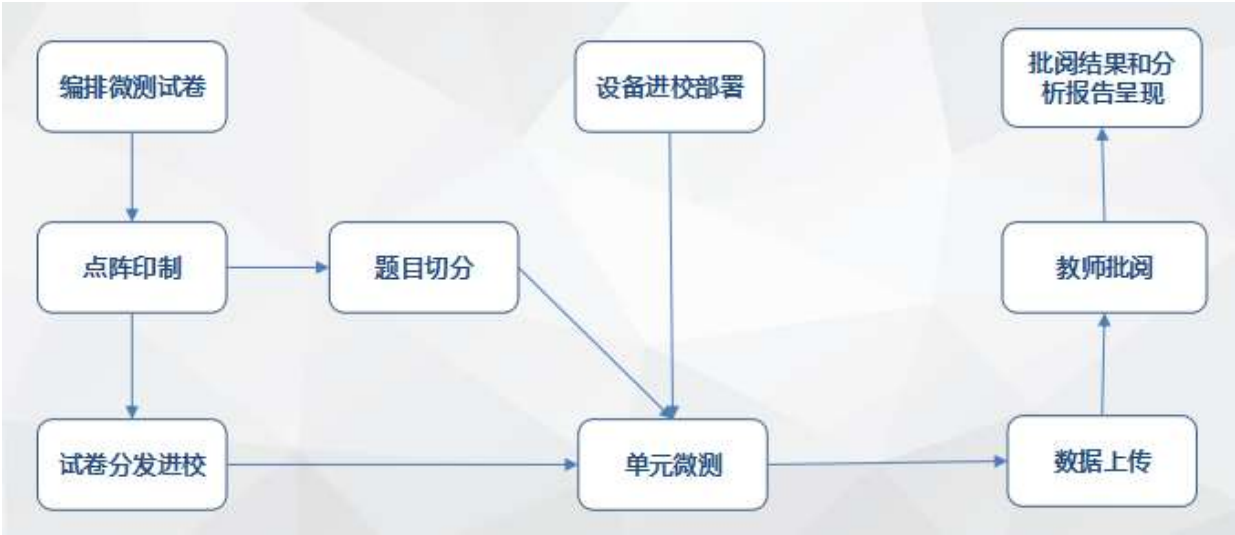 编排微测试卷
设备进校部署
批阅结果和分
析报告呈现
点阵印制
题目切分
教师批阅
试卷分发进校
单元微测
数据上传